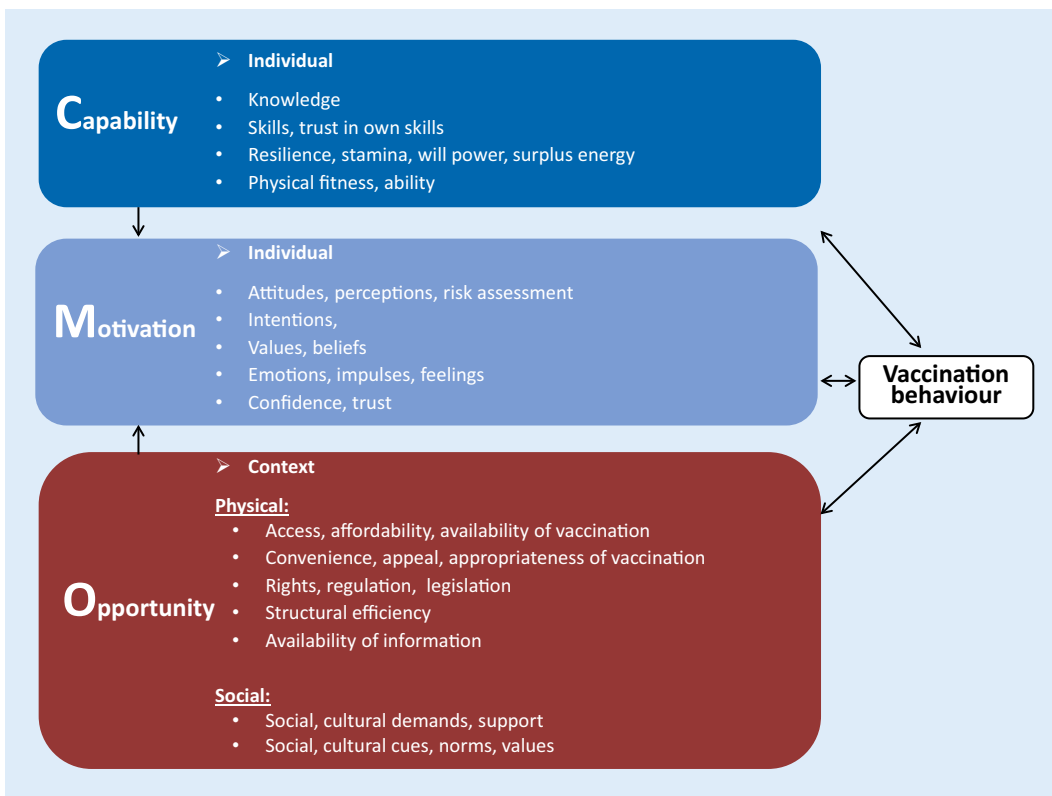 Capability
➢ Individual
• Knowledge
• Skills, trust in own skills
• Resilience, stamina, will power, surplus energy
• Physical fitness, ability
Motivation
➢ Individual
• Attitudes, perceptions, risk assessment
• Intentions,
• Values, beliefs
• Emotions, impulses, feelings
• Confidence, trust
Vaccination
behaviour
Opportunity
➢ Context
Physical:
• Access, affordability, availability of vaccination
• Convenience, appeal, appropriateness of vaccination
• Rights, regulation, legislation
• Structural efficiency
• Availability of information
Social:
• Social, cultural demands, support
• Social, cultural cues, norms, values